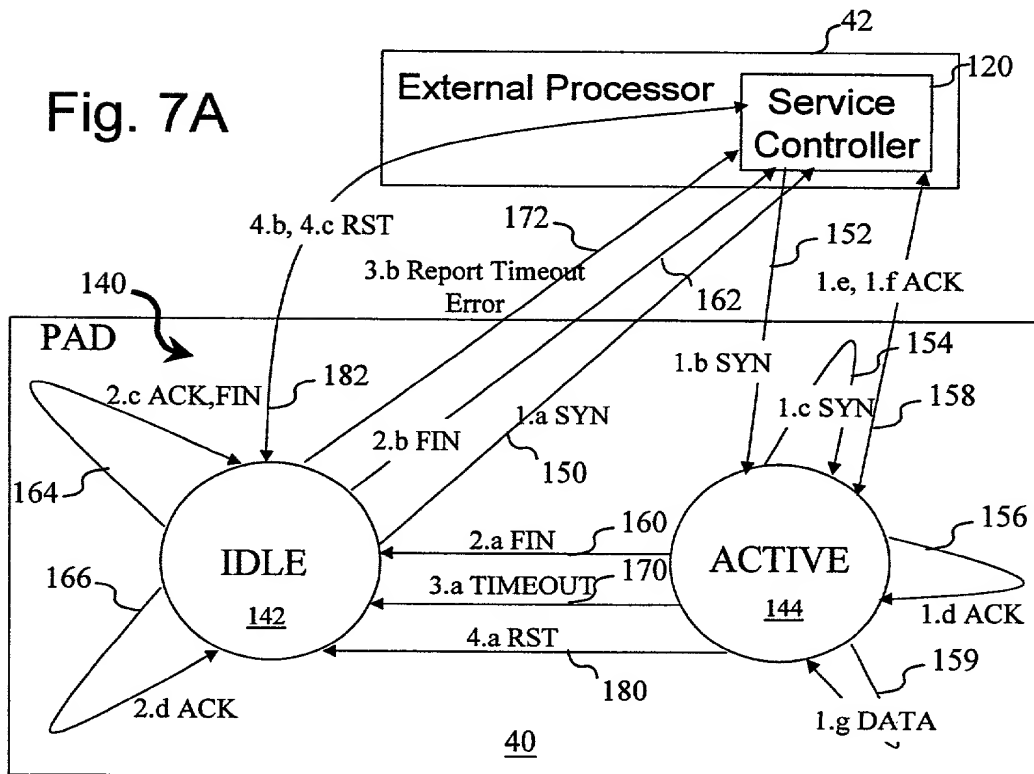 Fig. 7A
42
120
External Processor
Service
Controller
4.b, 4.c RST
172
152
3.b Report Timeout
Error
162
1.e, 1.f ACK
140
PAD
154
2.c ACK,FIN
182
1.b SYN
1.c SYN
158
2.b FIN
1.a SYN
150
164
156
160
2.a FIN
IDLE
ACTIVE
166
170
3.a TIMEOUT
142
144
1.d ACK
4.a RST
159
180
2.d ACK
1.g DATA
40